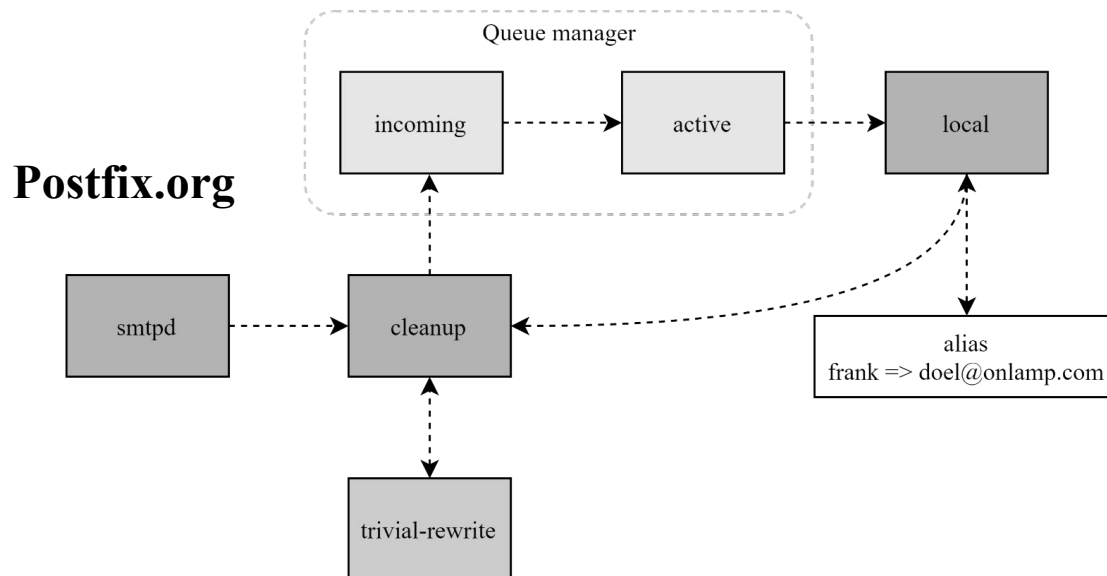 Queue manager
incoming
active
local
Postfix.org
smtpd
cleanup
alias
frank => doel@onlamp.com
trivial-rewrite